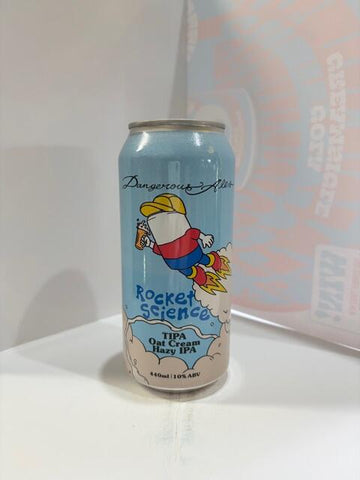 Dangerous Ales
Rocket
Science
TIPA
Oat Cream
Hazy IPA
440ml | 10% ABV